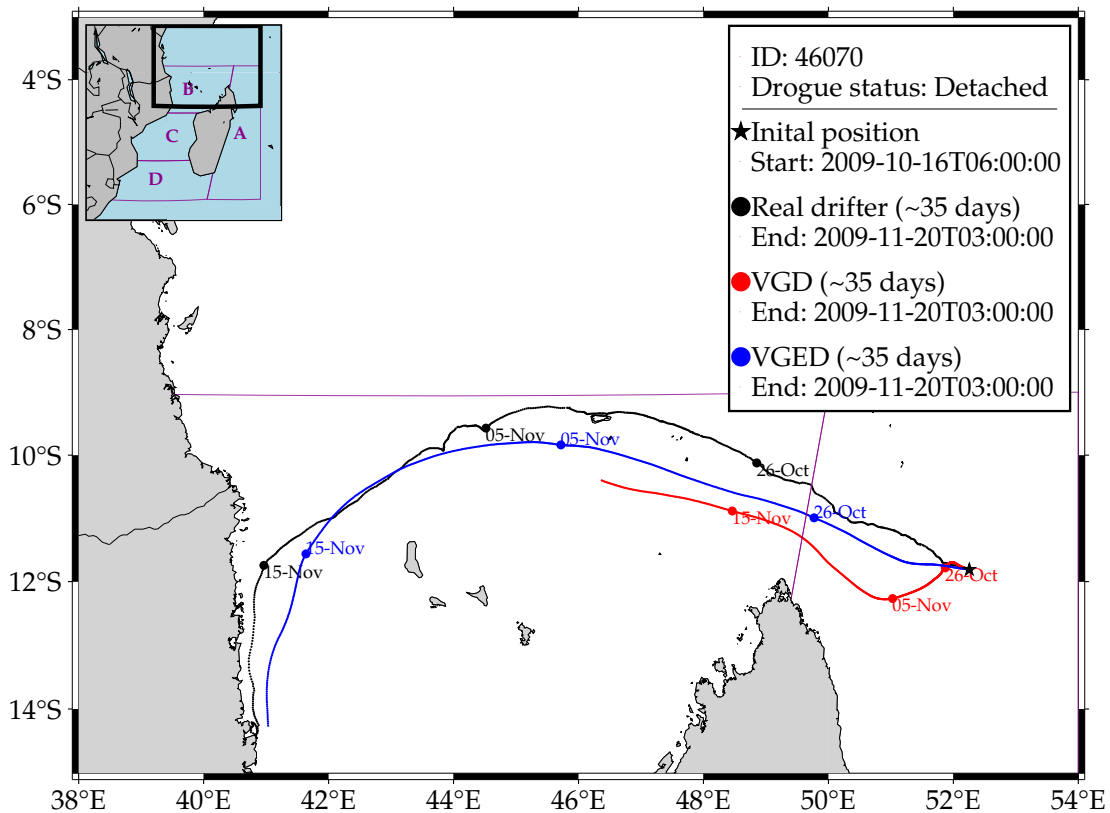 4°S
6°S
8°S
10°S
12°S
14°S
38°E
40°E
42°E
44°E
46°E
48°E
50°E
52°E
54°E
B
C
A
D
ID: 46070
Drogue status: Detached
Inital position
Start: 2009-10-16T06:00:00
Real drifter (~35 days)
End: 2009-11-20T03:00:00
VGD (~35 days)
End: 2009-11-20T03:00:00
VGED (~35 days)
End: 2009-11-20T03:00:00
05-Nov
05-Nov
26-Oct
26-Oct
15-Nov
15-Nov
15-Nov
26-Oct
05-Nov